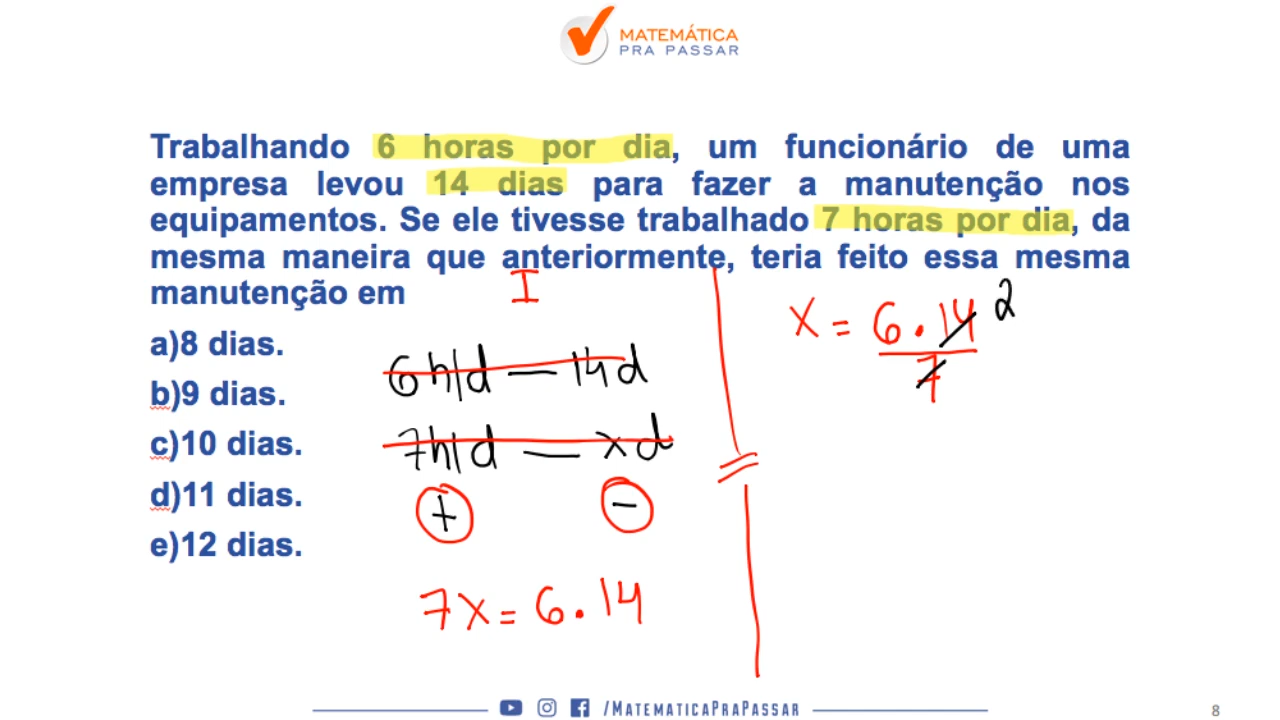 MATEMÁTICA
PRA PASSAR
Trabalhando 6 horas por dia, um funcionário de uma
empresa levou 14 dias para fazer a manutenção nos
equipamentos. Se ele tivesse trabalhado 7 horas por dia, da
mesma maneira que anteriormente, teria feito essa mesma
manutenção em
a)8 dias.
b)9 dias.
c)10 dias.
d)11 dias.
e)12 dias.
I
6h/d — 14d
7h/d — xd
+ −
7x = 6.14
x = 6.14 2
7
/MATEMATICAPRAPASSAR
8